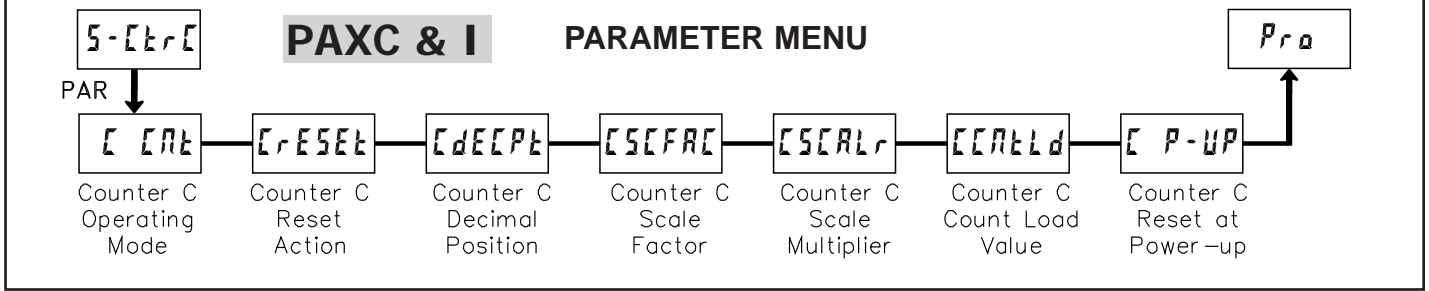 5-CtrC
PAXC & I
PARAMETER MENU
Pro
PAR
C CNt
CrESEt
CdECPt
CSCFAC
CSCALr
CCNtLd
C P-UP
Counter C Operating Mode
Counter C Reset Action
Counter C Decimal Position
Counter C Scale Factor
Counter C Scale Multiplier
Counter C Count Load Value
Counter C Reset at Power-up